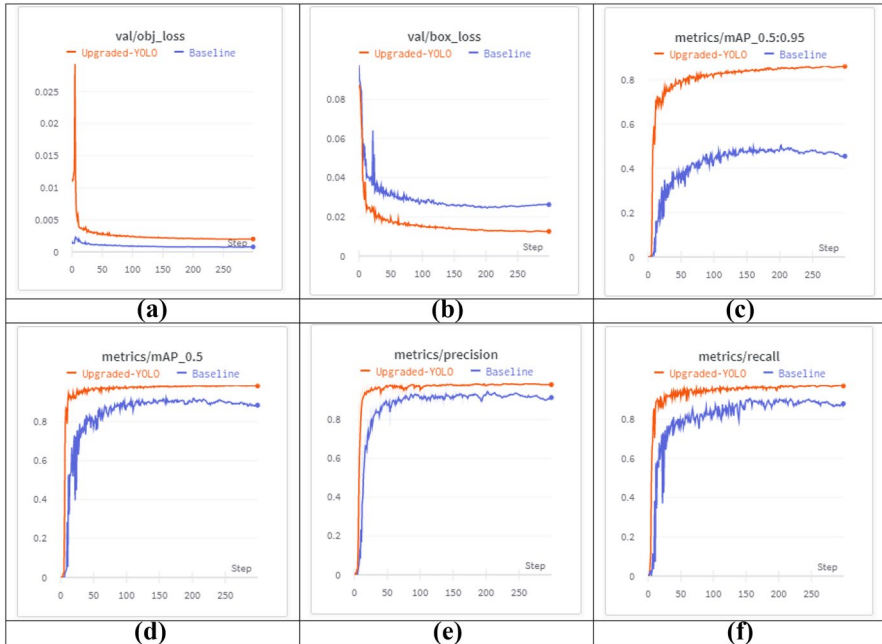 val/obj_loss
Upgraded-YOLO Baseline
0.025
0.02
0.015
0.01
0.005
0
Step
0 50 100 150 200 250
(a)
val/box_loss
Upgraded-YOLO Baseline
0.08
0.06
0.04
0.02
0
Step
0 50 100 150 200 250
(b)
metrics/mAP_0.5:0.95
Upgraded-YOLO Baseline
0.8
0.6
0.4
0.2
0
Step
0 50 100 150 200 250
(c)
metrics/mAP_0.5
Upgraded-YOLO Baseline
0.8
0.6
0.4
0.2
0
Step
0 50 100 150 200 250
(d)
metrics/precision
Upgraded-YOLO Baseline
0.8
0.6
0.4
0.2
0
Step
0 50 100 150 200 250
(e)
metrics/recall
Upgraded-YOLO Baseline
0.8
0.6
0.4
0.2
0
Step
0 50 100 150 200 250
(f)